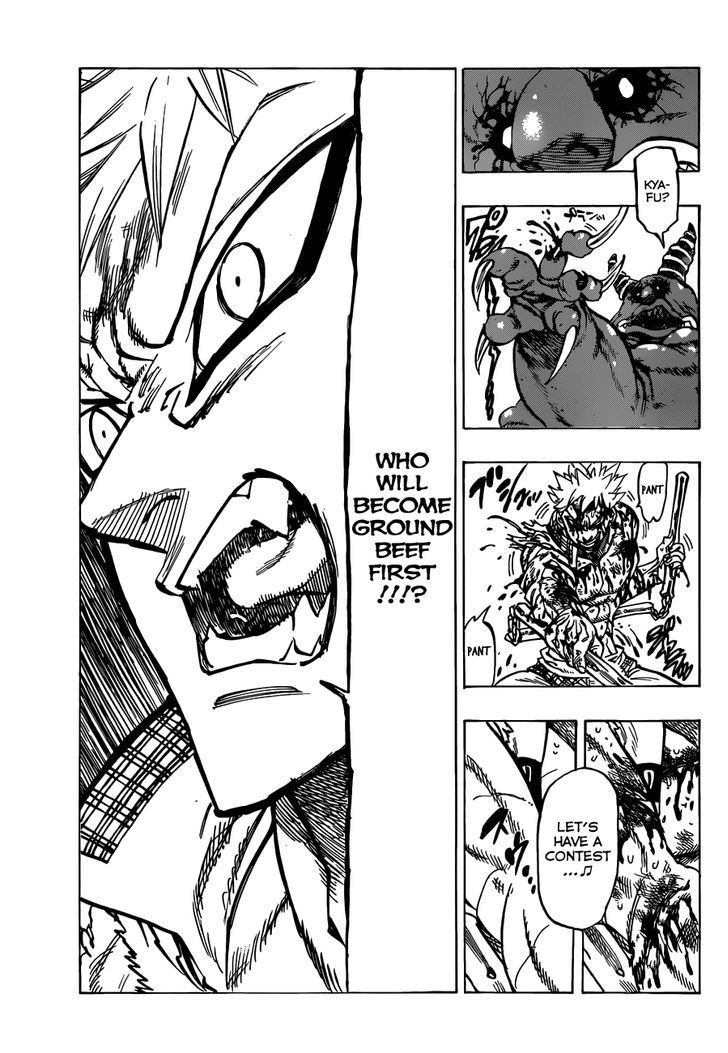 KYA-
FU?
PANT
PANT
LET'S
HAVE A
CONTEST
...♫
WHO
WILL
BECOME
GROUND
BEEF
FIRST
!!!?